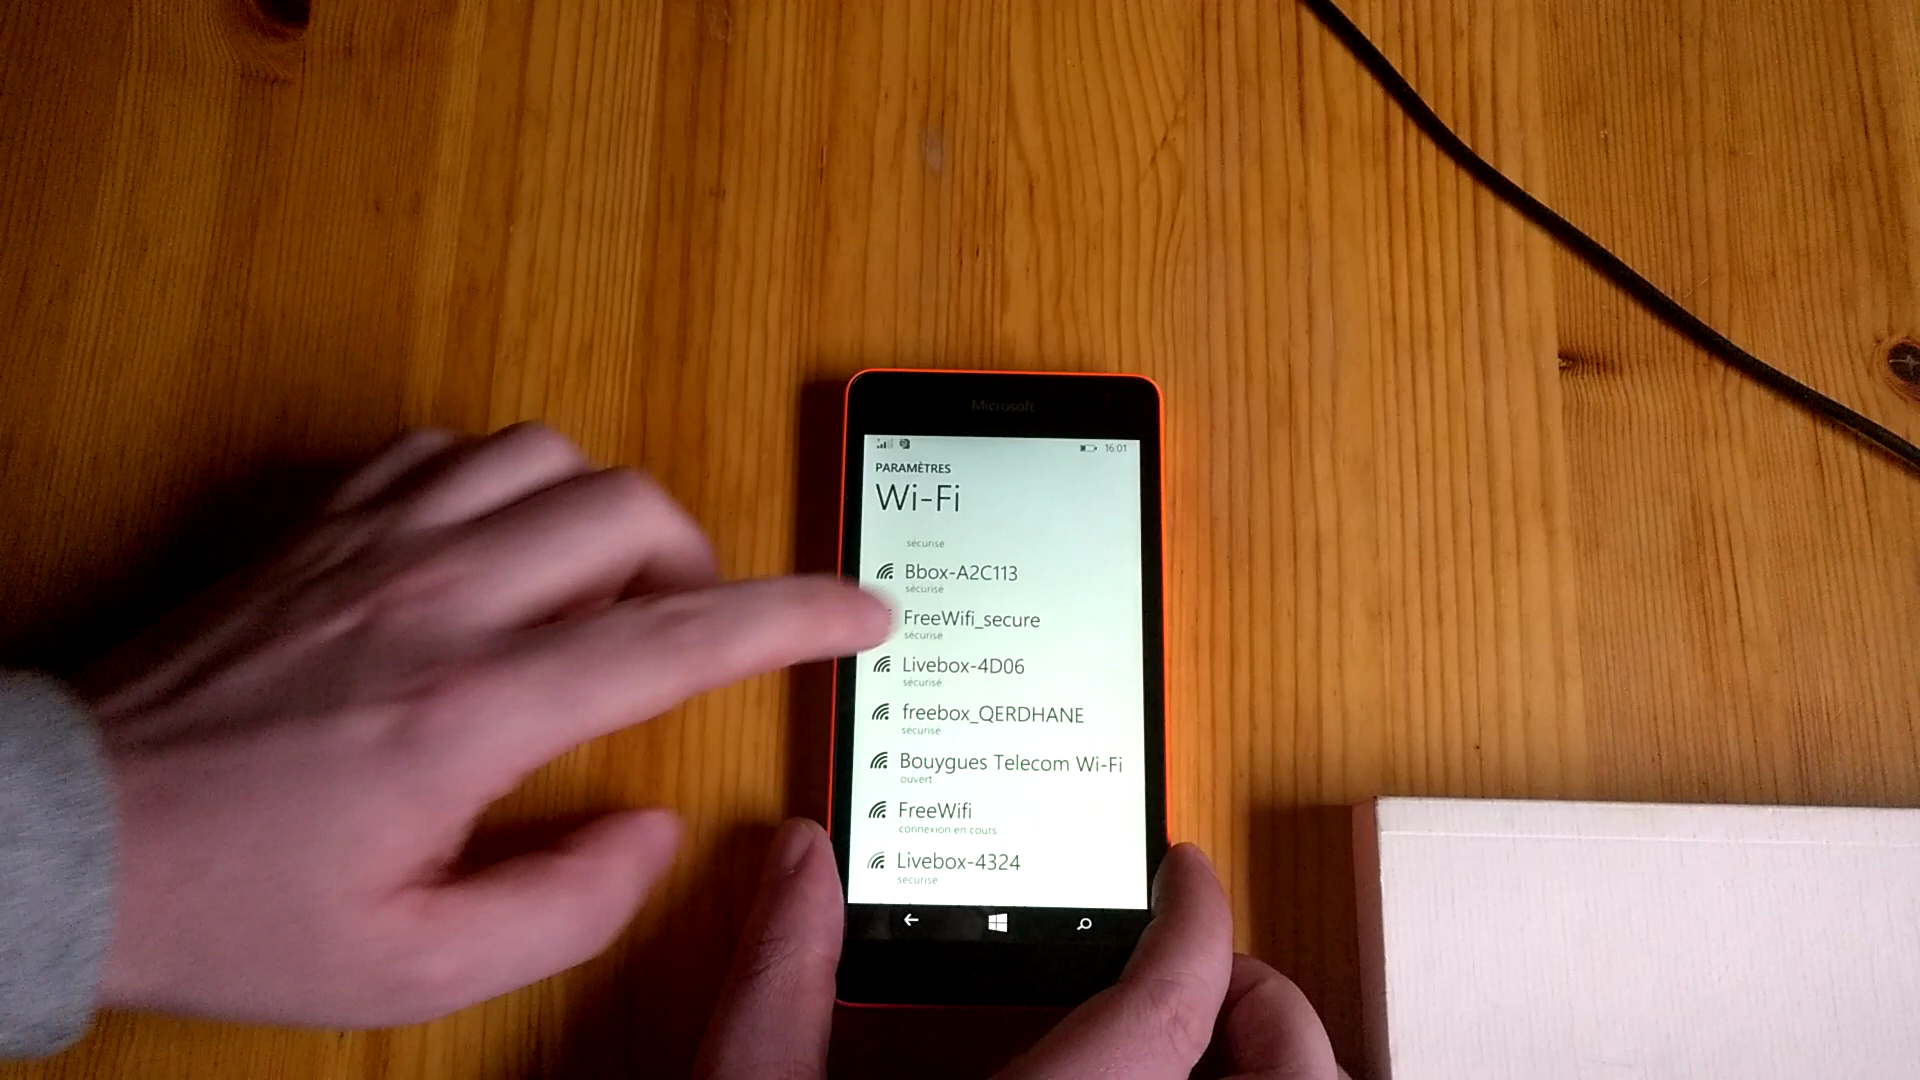 Microsoft
16:01
PARAMÈTRES
Wi-Fi
sécurisé
Bbox-A2C113
sécurisé
FreeWifi_secure
sécurisé
Livebox-4D06
sécurisé
freebox_QERDHANE
sécurisé
Bouygues Telecom Wi-Fi
ouvert
FreeWifi
connexion en cours
Livebox-4324
sécurisé